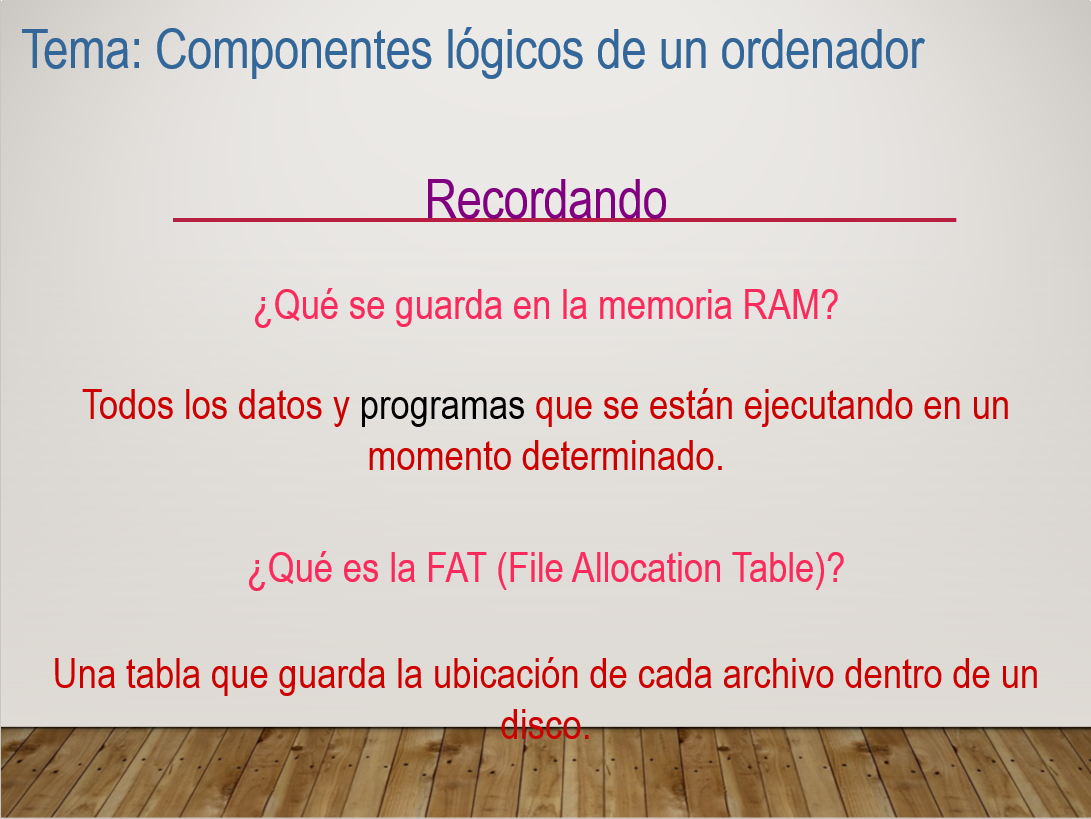 Tema: Componentes lógicos de un ordenador
Recordando
¿Qué se guarda en la memoria RAM?
Todos los datos y programas que se están ejecutando en un
momento determinado.
¿Qué es la FAT (File Allocation Table)?
Una tabla que guarda la ubicación de cada archivo dentro de un
disco.